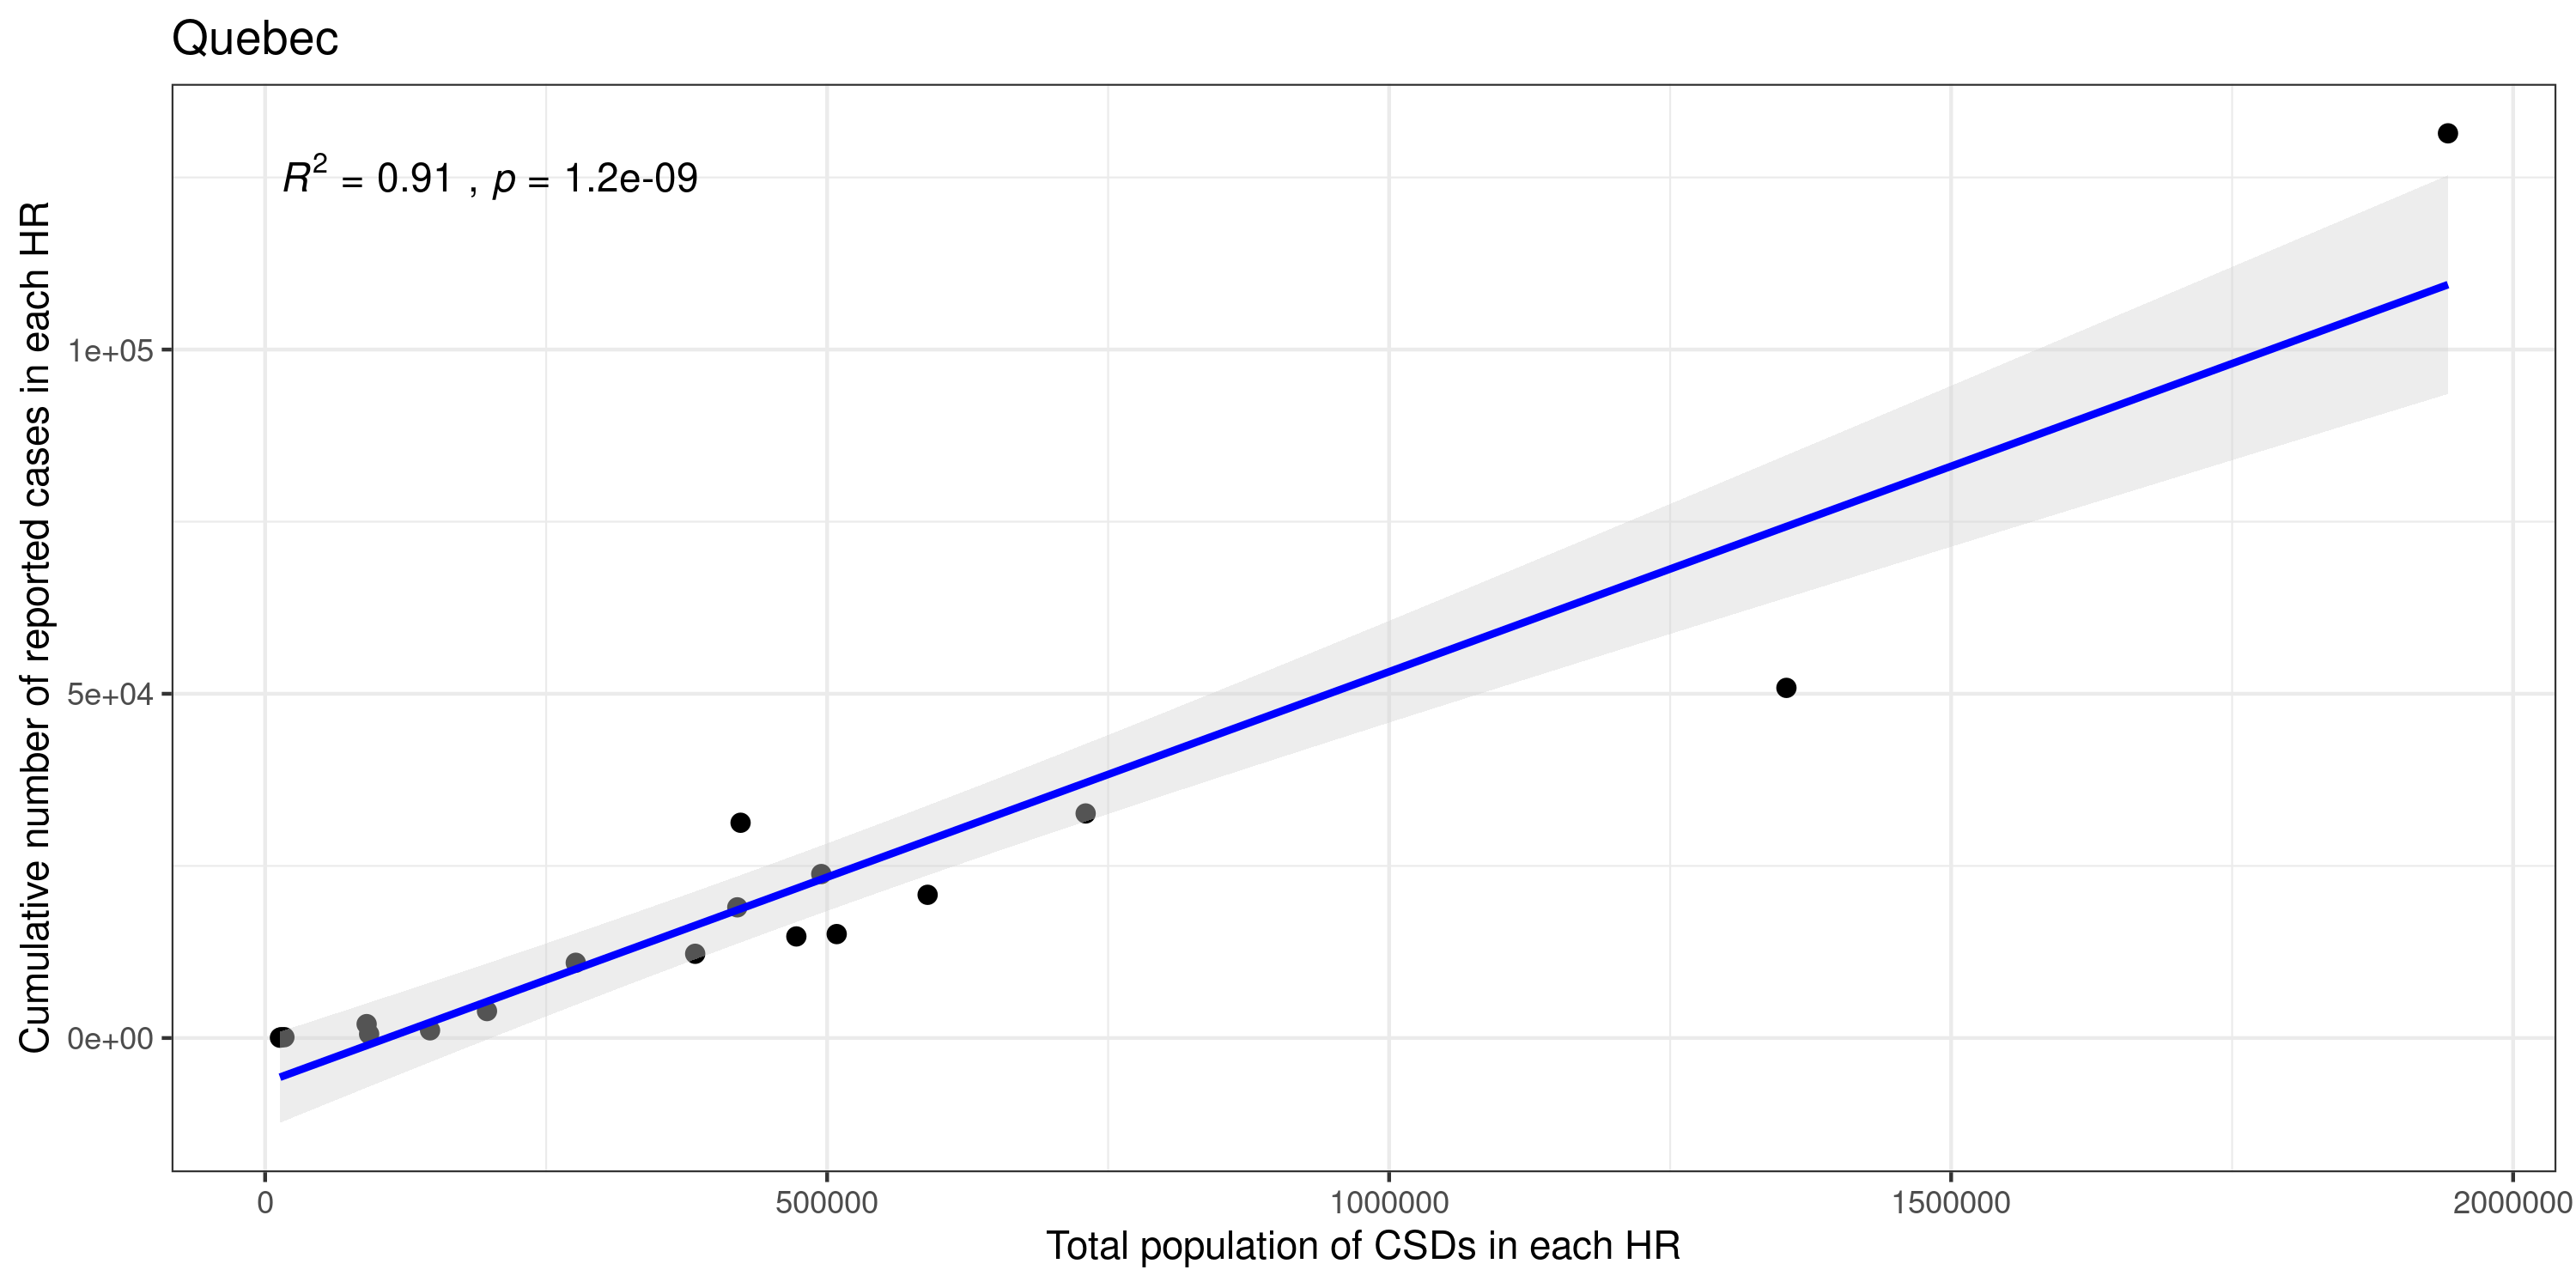 Quebec
R² = 0.91 , p = 1.2e-09
Cumulative number of reported cases in each HR
1e+05
5e+04
0e+00
0 500000 1000000 1500000 2000000
Total population of CSDs in each HR